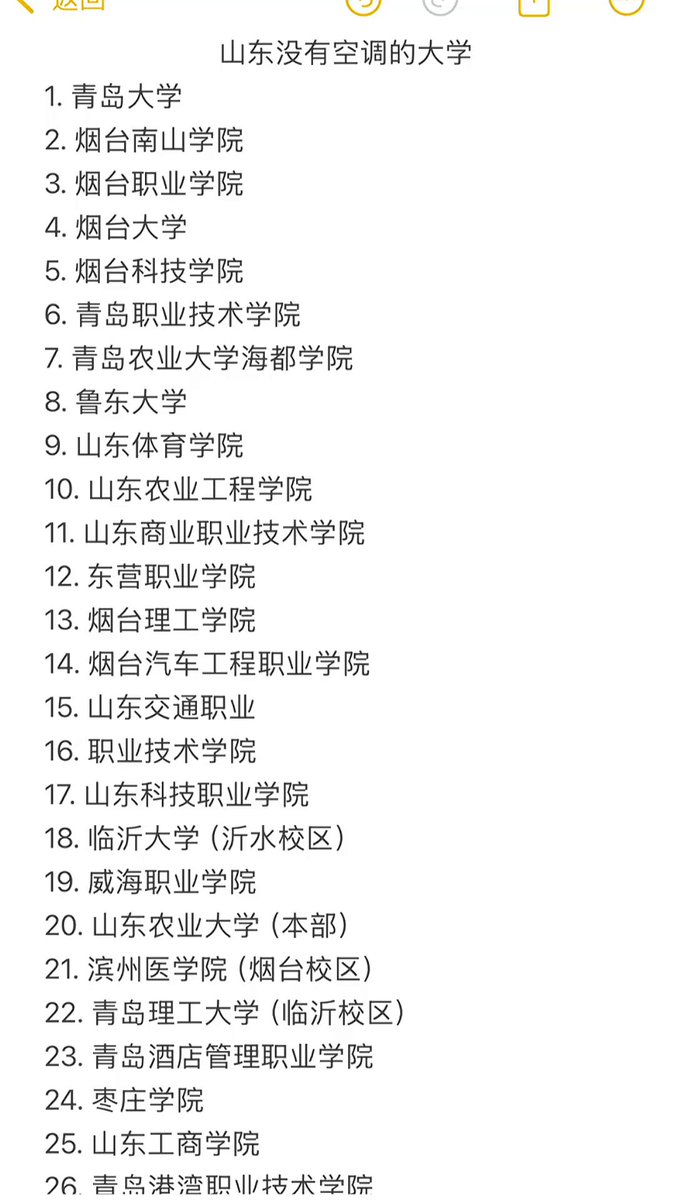 返回
山东没有空调的大学
1. 青岛大学
2. 烟台南山学院
3. 烟台职业学院
4. 烟台大学
5. 烟台科技学院
6. 青岛职业技术学院
7. 青岛农业大学海都学院
8. 鲁东大学
9. 山东体育学院
10. 山东农业工程学院
11. 山东商业职业技术学院
12. 东营职业学院
13. 烟台理工学院
14. 烟台汽车工程职业学院
15. 山东交通职业
16. 职业技术学院
17. 山东科技职业学院
18. 临沂大学（沂水校区）
19. 威海职业学院
20. 山东农业大学（本部）
21. 滨州医学院（烟台校区）
22. 青岛理工大学（临沂校区）
23. 青岛酒店管理职业学院
24. 枣庄学院
25. 山东工商学院
26. 青岛港湾职业技术学院